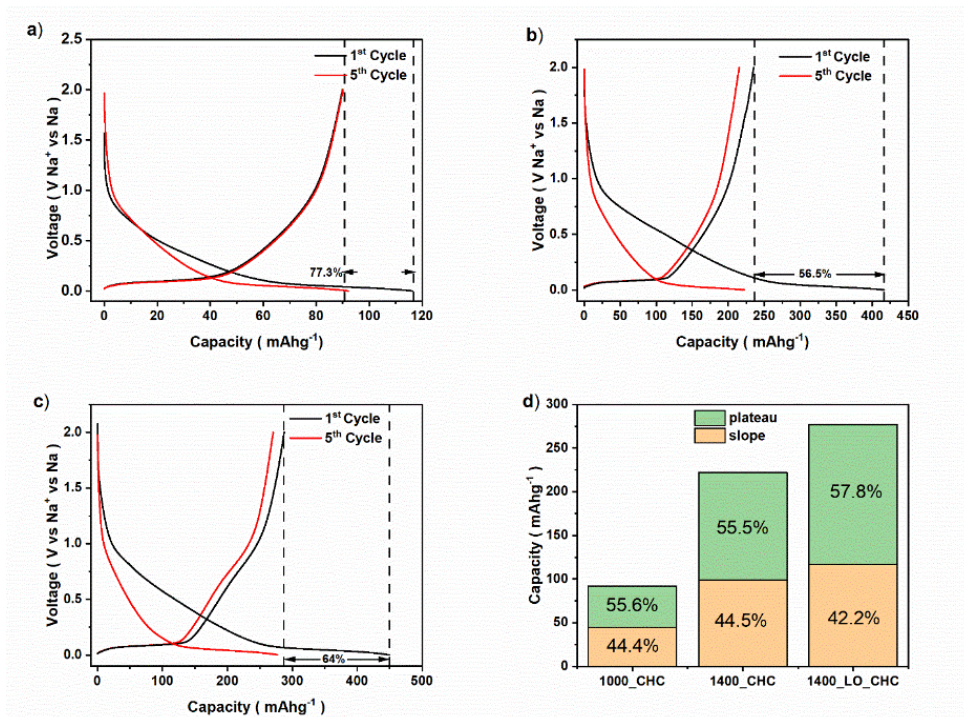 a)
2.5
2.0
1.5
1.0
0.5
0.0
Voltage ( V Na⁺ vs Na )
1ˢᵗ Cycle
5ᵗʰ Cycle
77.3%
0 20 40 60 80 100 120
Capacity ( mAhg⁻¹)
b)
2.0
1.5
1.0
0.5
0.0
Voltage ( V Na⁺ vs Na )
1ˢᵗ Cycle
5ᵗʰ Cycle
56.5%
0 50 100 150 200 250 300 350 400 450
Capacity ( mAhg⁻¹)
c)
2.0
1.5
1.0
0.5
0.0
Voltage ( V vs Na )
1ˢᵗ Cycle
5ᵗʰ Cycle
64%
0 100 200 300 400 500
Capacity ( mAhg⁻¹)
d)
300
250
200
150
100
50
0
Capacity ( mAhg⁻¹)
plateau
slope
55.6%
44.4%
55.5%
44.5%
57.8%
42.2%
1000_CHC 1400_CHC 1400_LO_CHC